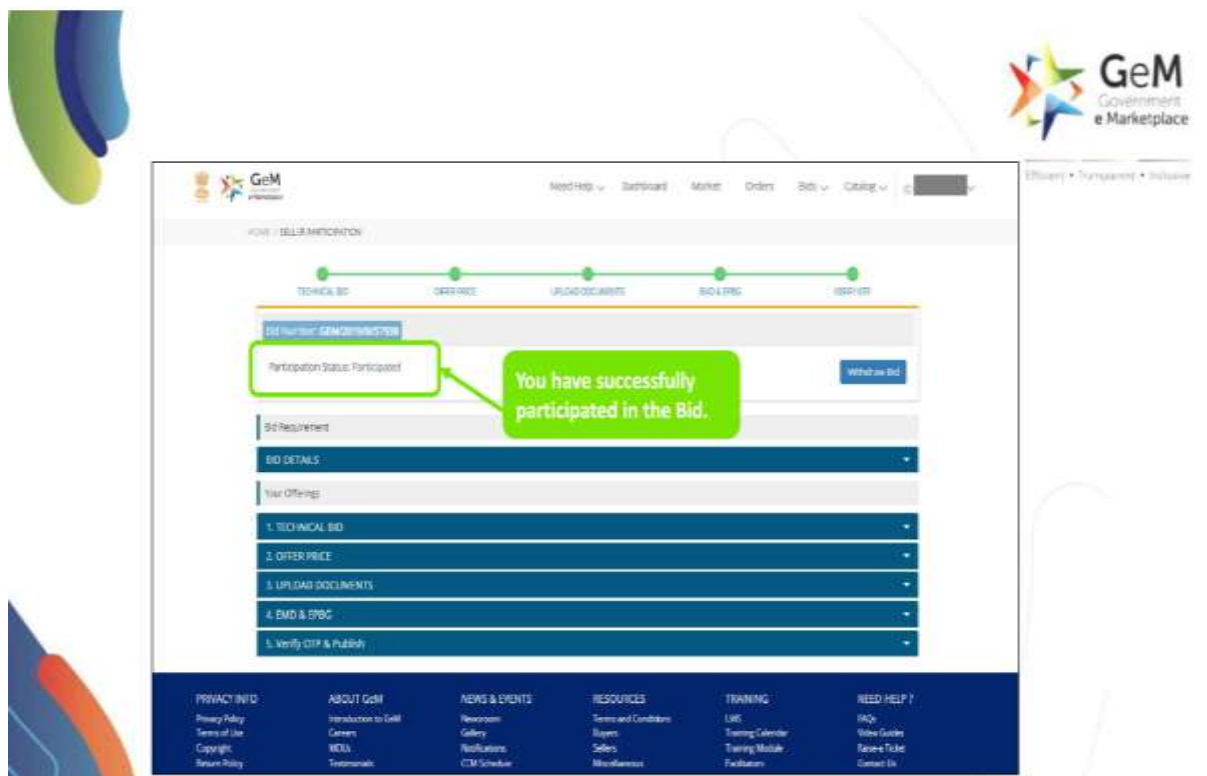 GeM
Government
e Marketplace
Efficient • Transparent • Inclusive
GeM
Need Help Dashboard Market Orders Bids Catalog
HOME / SELLER PARTICIPATION
TECHNICAL BID OFFER PRICE UPLOAD DOCUMENTS EMD & EPBG VERIFY OTP
Bid Number:
Participation Status: Participated
Withdraw Bid
You have successfully
participated in the Bid.
Bid Requirement
BID DETAILS
Your Offerings
1. TECHNICAL BID
2. OFFER PRICE
3. UPLOAD DOCUMENTS
4. EMD & EPBG
5. Verify OTP & Publish
PRIVACY INFO ABOUT GeM NEWS & EVENTS RESOURCES TRAINING NEED HELP ?
Privacy Policy Introduction to GeM Newsroom Terms and Conditions LMS FAQs
Terms of Use Careers Gallery Buyers Training Calendar Video Guides
Copyright MOUs Notifications Sellers Training Module Raise a Ticket
Return Policy Testimonials CCM Schedule Miscellaneous Facilitators Contact Us